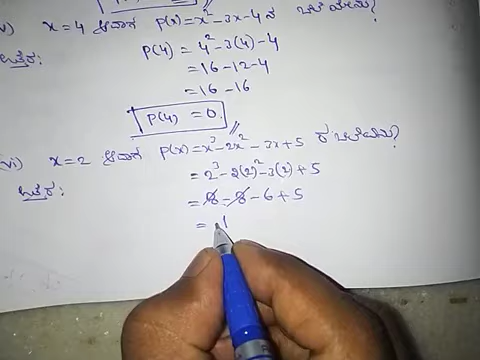 v) x=4 ಆದಾಗ p(x)=x²-3x-4 ರ ಬೆಲೆಯೇನು?
ಉತ್ತರ: p(4) = 4²-3(4)-4
= 16-12-4
= 16-16
p(4) = 0.
vi) x=2 ಆದಾಗ p(x)=x³-2x²-3x+5 ರ ಬೆಲೆಯೇನು?
ಉತ್ತರ: = 2³-2(2)²-3(2)+5
= 8-8-6+5
= -1